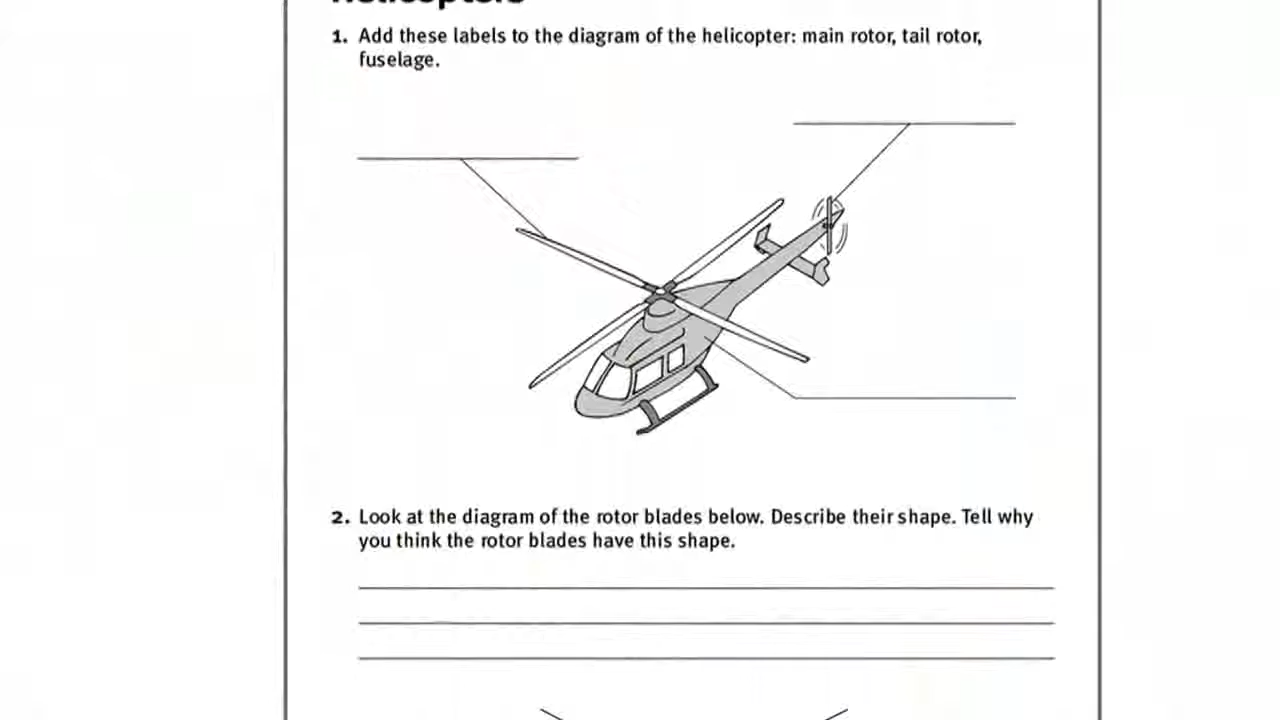 Helicopters
1. Add these labels to the diagram of the helicopter: main rotor, tail rotor,
fuselage.
2. Look at the diagram of the rotor blades below. Describe their shape. Tell why
you think the rotor blades have this shape.